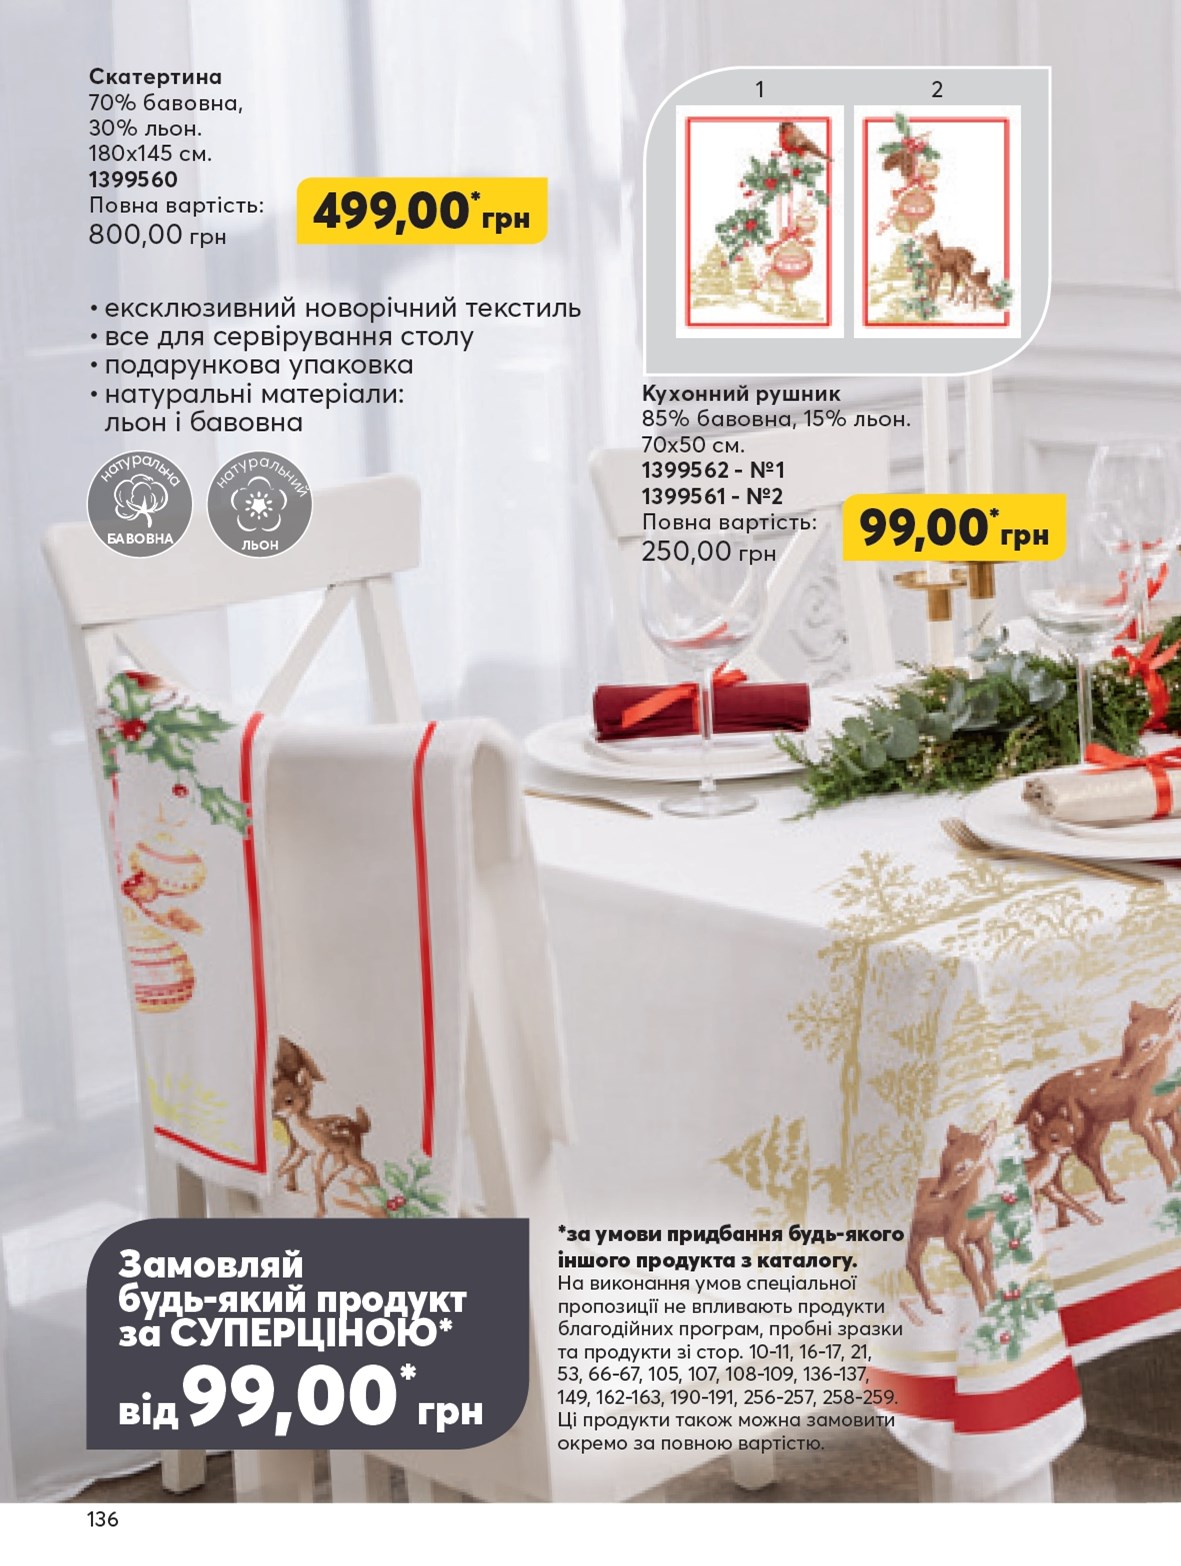 Скатертина
70% бавовна,
30% льон.
180x145 см.
1399560
Повна вартість:
800,00 грн
499,00* грн
• ексклюзивний новорічний текстиль
• все для сервірування столу
• подарункова упаковка
• натуральні матеріали:
льон і бавовна
натуральна
БАВОВНА
натуральний
ЛЬОН
1
2
Кухонний рушник
85% бавовна, 15% льон.
70x50 см.
1399562 - №1
1399561 - №2
Повна вартість:
250,00 грн
99,00* грн
Замовляй
будь-який продукт
за СУПЕРЦІНОЮ*
від 99,00* грн
*за умови придбання будь-якого
іншого продукта з каталогу.
На виконання умов спеціальної
пропозиції не впливають продукти
благодійних програм, пробні зразки
та продукти зі стор. 10-11, 16-17, 21,
53, 66-67, 105, 107, 108-109, 136-137,
149, 162-163, 190-191, 256-257, 258-259.
Ці продукти також можна замовити
окремо за повною вартістю.
136